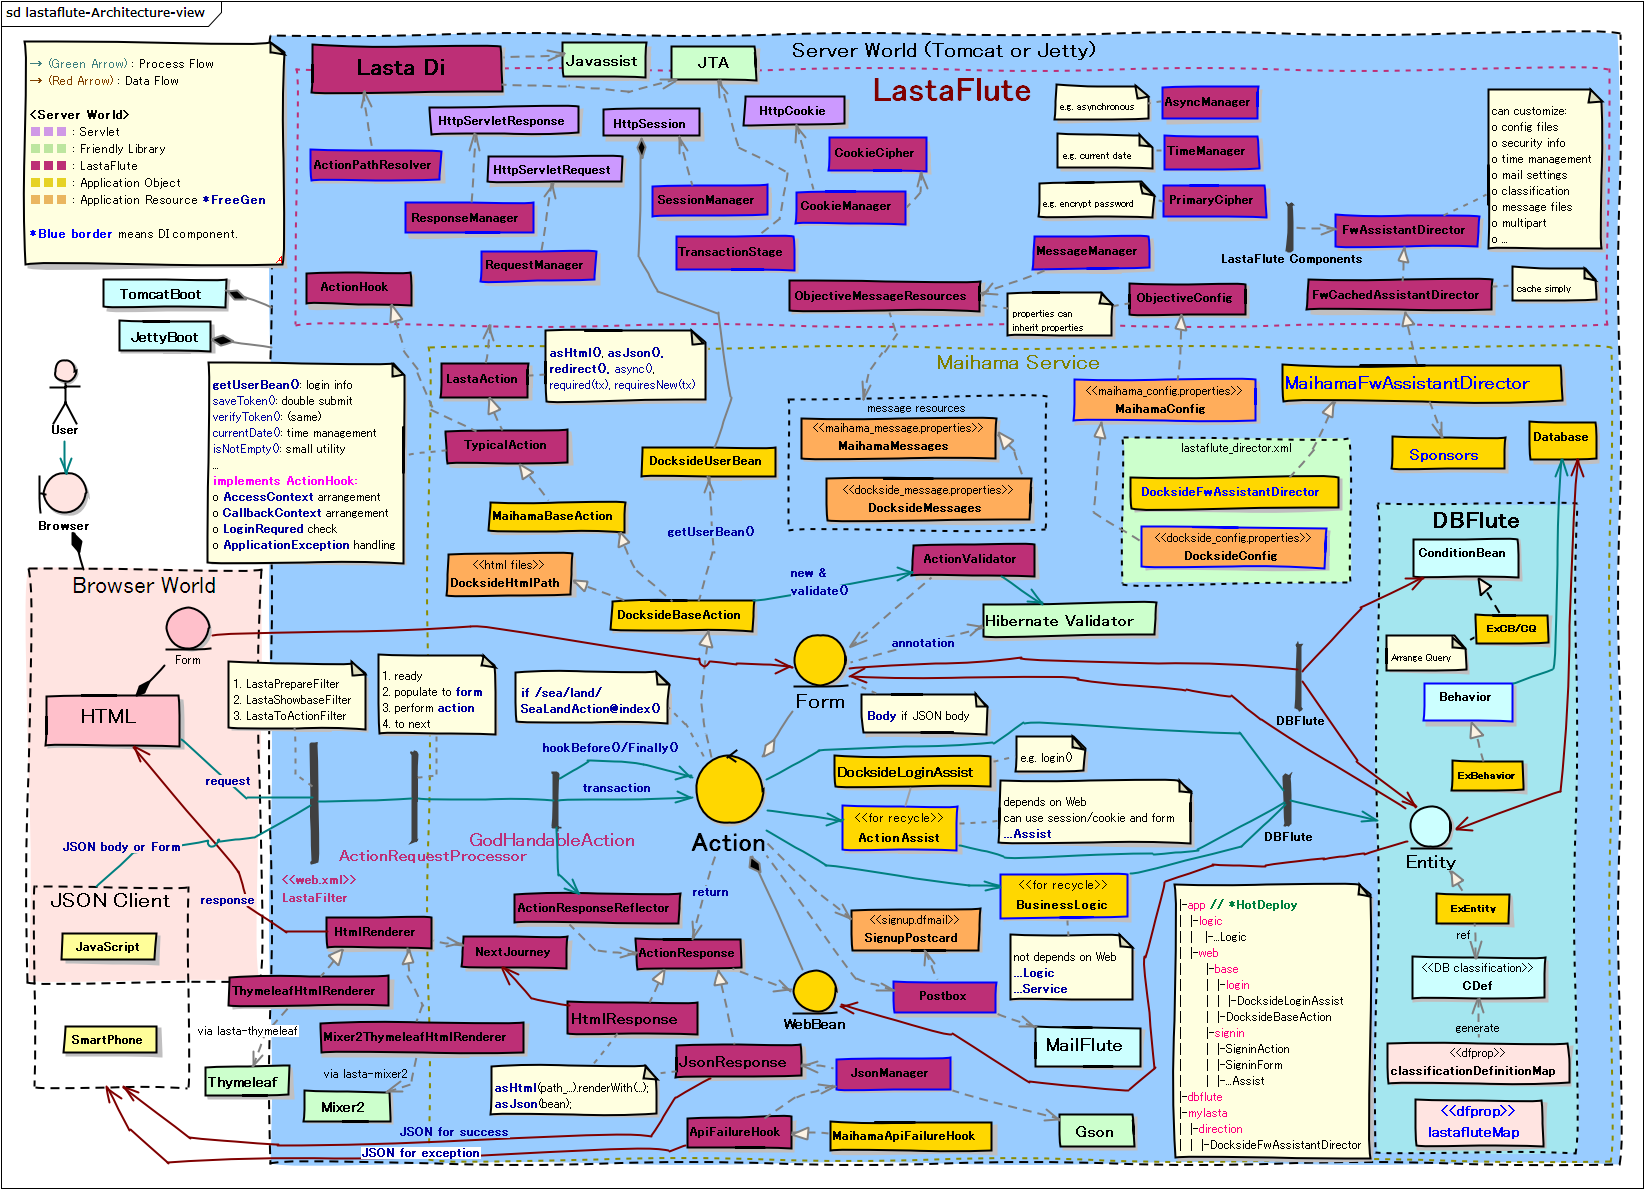 sd lastaflute-Architecture-view
→ (Green Arrow) : Process Flow
→ (Red Arrow) : Data Flow
<Server World>
: Servlet
: Friendly Library
: LastaFlute
: Application Object
: Application Resource *FreeGen
*Blue border means DI component.
Server World (Tomcat or Jetty)
LastaFlute
Lasta Di
Javassist
JTA
HttpServletResponse
HttpSession
HttpCookie
e.g. asynchronous
AsyncManager
can customize:
o config files
o security info
o time management
o mail settings
o classification
o message files
o multipart
o ...
ActionPathResolver
HttpServletRequest
CookieCipher
e.g. current date
TimeManager
ResponseManager
SessionManager
CookieManager
e.g. encrypt password
PrimaryCipher
FwAssistantDirector
LastaFlute Components
RequestManager
TransactionStage
MessageManager
ActionHook
ObjectiveMessageResources
properties can
inherit properties
ObjectiveConfig
FwCachedAssistantDirector
cache simply
TomcatBoot
JettyBoot
User
Browser
Maihama Service
getUserBean(): login info
saveToken(): double submit
verifyToken(): (same)
currentDate(): time management
isNotEmpty(): small utility
...
implements ActionHook:
o AccessContext arrangement
o CallbackContext arrangement
o LoginRequred check
o ApplicationException handling
LastaAction
asHtml(), asJson(),
redirect(), async(),
required(tx), requiresNew(tx)
TypicalAction
MaihamaBaseAction
<<html files>>
DocksideHtmlPath
DocksideUserBean
getUserBean()
DocksideBaseAction
message resources
<<maihama_message.properties>>
MaihamaMessages
<<dockside_message.properties>>
DocksideMessages
<<maihama_config.properties>>
MaihamaConfig
MaihamaFwAssistantDirector
lastaflute_director.xml
DocksideFwAssistantDirector
<<dockside_config.properties>>
DocksideConfig
Sponsors
Database
new &
validate()
ActionValidator
Hibernate Validator
annotation
DBFlute
ConditionBean
ExCB/CQ
Arrange Query
Behavior
ExBehavior
Entity
ExEntity
ref
<<DB classification>>
CDef
generate
<<dfprop>>
classificationDefinitionMap
<<dfprop>>
lastafluteMap
Browser World
Form
HTML
1. LastaPrepareFilter
2. LastaShowbaseFilter
3. LastaToActionFilter
1. ready
2. populate to form
3. perform action
4. to next
if /sea/land/
SeaLandAction@index()
Form
Body if JSON body
DBFlute
hookBefore()/Finally()
transaction
request
JSON body or Form
response
GodHandableAction
ActionRequestProcessor
<<web.xml>>
LastaFilter
Action
return
DocksideLoginAssist
e.g. login()
<<for recycle>>
ActionAssist
depends on Web
can use session/cookie and form
...Assist
DBFlute
<<for recycle>>
BusinessLogic
not depends on Web
...Logic
...Service
JSON Client
JavaScript
SmartPhone
HtmlRenderer
ActionResponseReflector
NextJourney
ActionResponse
<<signup.dfmail>>
SignupPostcard
Postbox
MailFlute
WebBean
ThymeleafHtmlRenderer
via lasta-thymeleaf
Thymeleaf
Mixer2ThymeleafHtmlRenderer
via lasta-mixer2
Mixer2
HtmlResponse
JsonResponse
asHtml(path_...).renderWith(...);
asJson(bean);
JsonManager
Gson
ApiFailureHook
MaihamaApiFailureHook
JSON for success
JSON for exception
|-app // *HotDeploy
| |-logic
| | |-...Logic
| |-web
| | |-base
| | | |-login
| | | | |-DocksideLoginAssist
| | | |-DocksideBaseAction
| | |-signin
| | | |-SigninAction
| | | |-SigninForm
| | | |-...Assist
|-dbflute
|-mylasta
| |-direction
| | |-DocksideFwAssistantDirector